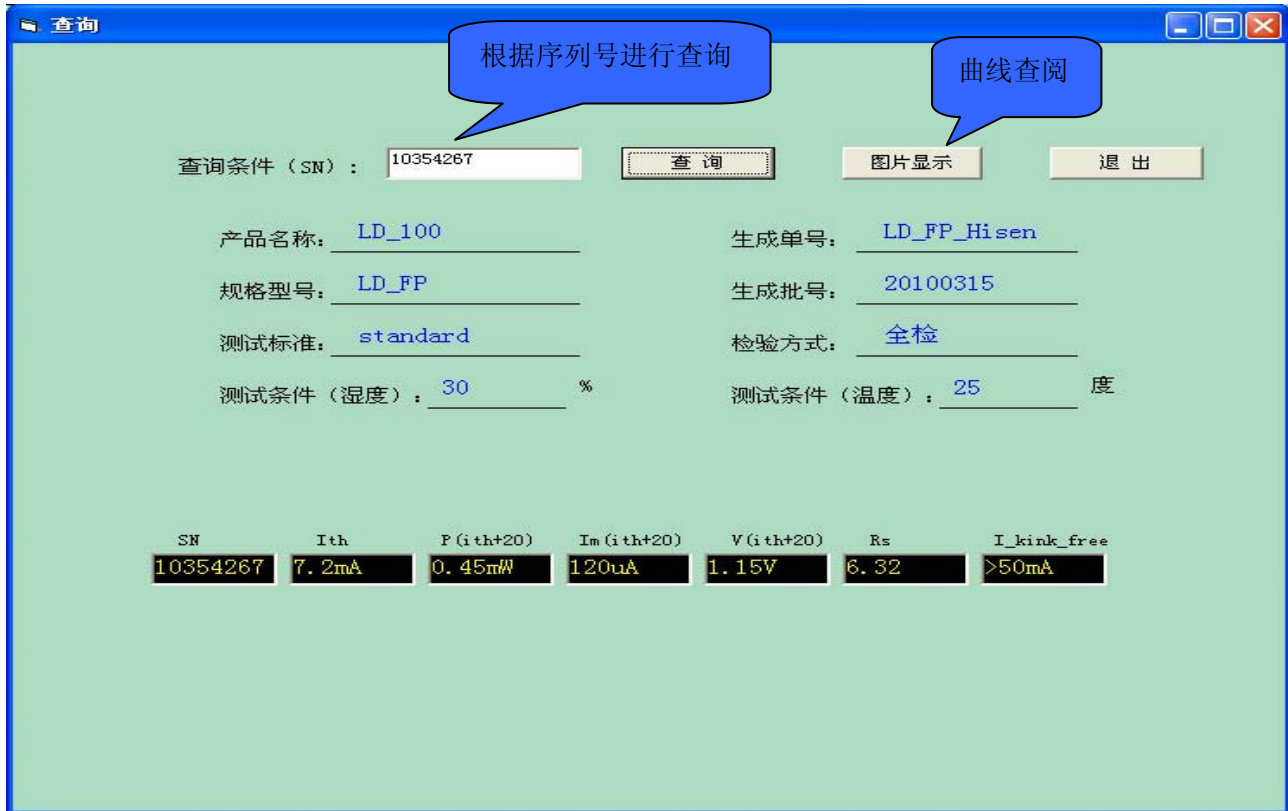 查询
根据序列号进行查询
曲线查阅
查询条件（SN）： 10354267 查 询 图片显示 退 出
产品名称： LD_100 生成单号： LD_FP_Hisen
规格型号： LD_FP 生成批号： 20100315
测试标准： standard 检验方式： 全检
测试条件（湿度）： 30 % 测试条件（温度）： 25 度
SN Ith P(ith+20) Im(ith+20) V(ith+20) Rs I_kink_free
10354267 7.2mA 0.45mW 120uA 1.15V 6.32 >50mA